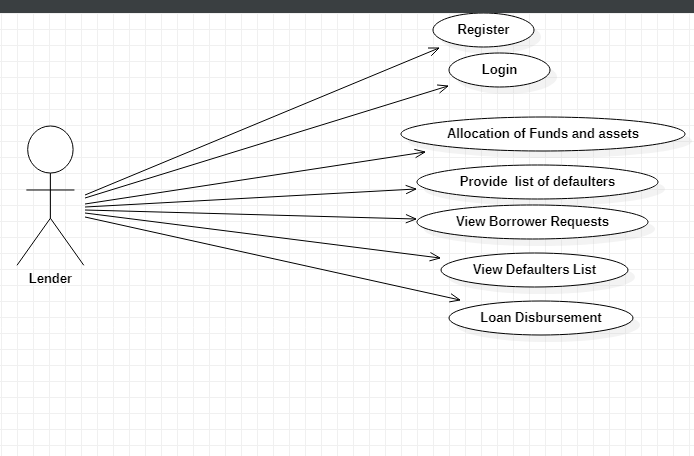 Register
Login
Allocation of Funds and assets
Provide  list of defaulters
View Borrower Requests
View Defaulters List
Loan Disbursement
Lender